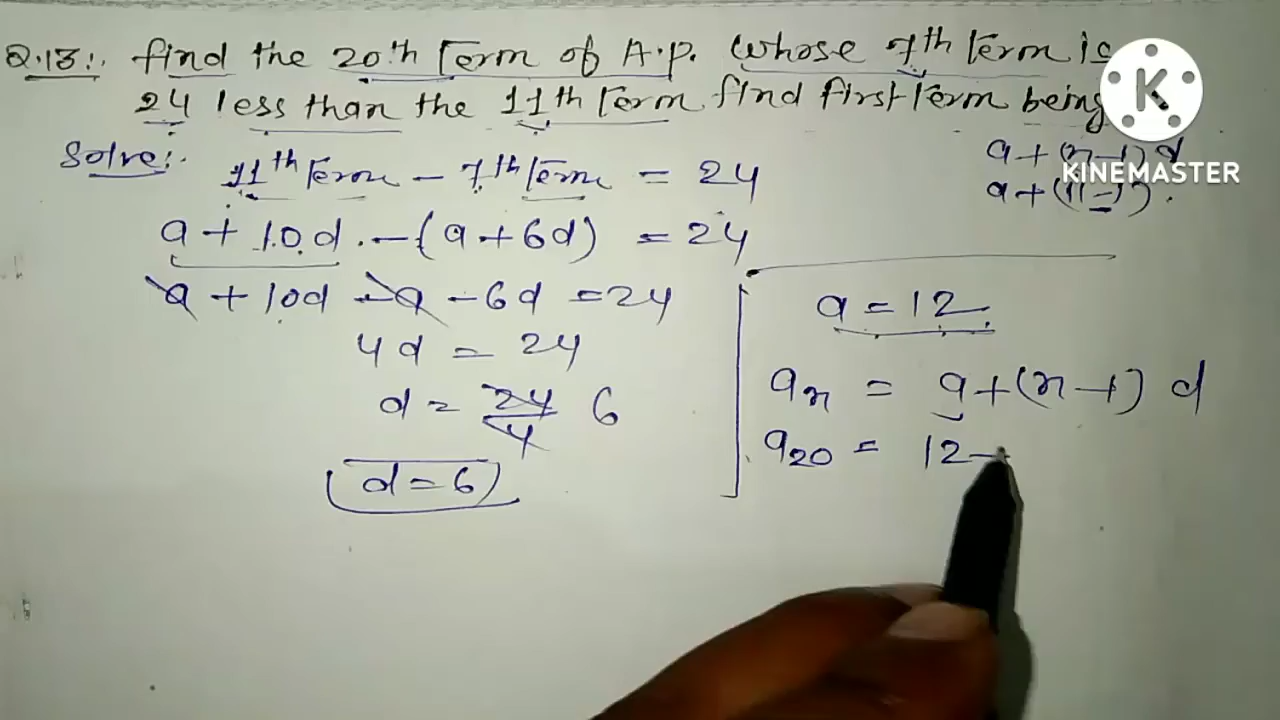 Q.13:. find the 20th Term of A.P. whose 7th Term is
24 less than the 11th Term find first Term being
Solve:.
11th Term - 7th Term = 24
a + 10d - (a + 6d) = 24
a + 10d - a - 6d = 24
4d = 24
d = 24/4 6
d = 6
a + (n-1) d
a + (11-1).
a = 12
an = a + (n-1) d
a20 = 12 +
K
KINEMASTER